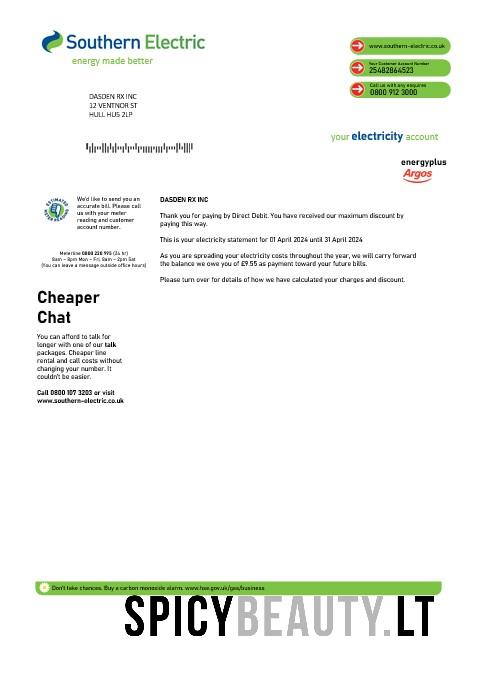 Southern Electric
energy made better
www.southern-electric.co.uk
Your Customer Account Number
25482864523
Call us with any enquires
0800 912 3000
DASDEN RX INC
12 VENTNOR ST
HULL HU5 2LP
your electricity account
energyplus
Argos
ESTIMATED METER READING
We'd like to send you an
accurate bill. Please call
us with your meter
reading and customer
account number.
Meterline 0800 220 995 (24 hr)
8am – 8pm Mon – Fri, 9am – 2pm Sat
(You can leave a message outside office hours)
DASDEN RX INC
Thank you for paying by Direct Debit. You have received our maximum discount by
paying this way.
This is your electricity statement for 01 April 2024 until 31 April 2024
As you are spreading your electricity costs throughout the year, we will carry forward
the balance we owe you of £9.55 as payment toward your future bills.
Please turn over for details of how we have calculated your charges and discount.
Cheaper
Chat
You can afford to talk for
longer with one of our talk
packages. Cheaper line
rental and call costs without
changing your number. It
couldn't be easier.
Call 0800 107 3203 or visit
www.southern-electric.co.uk
Don't take chances. Buy a carbon monoxide alarm. www.hse.gov.uk/gas/business
SPICYBEAUTY.LT